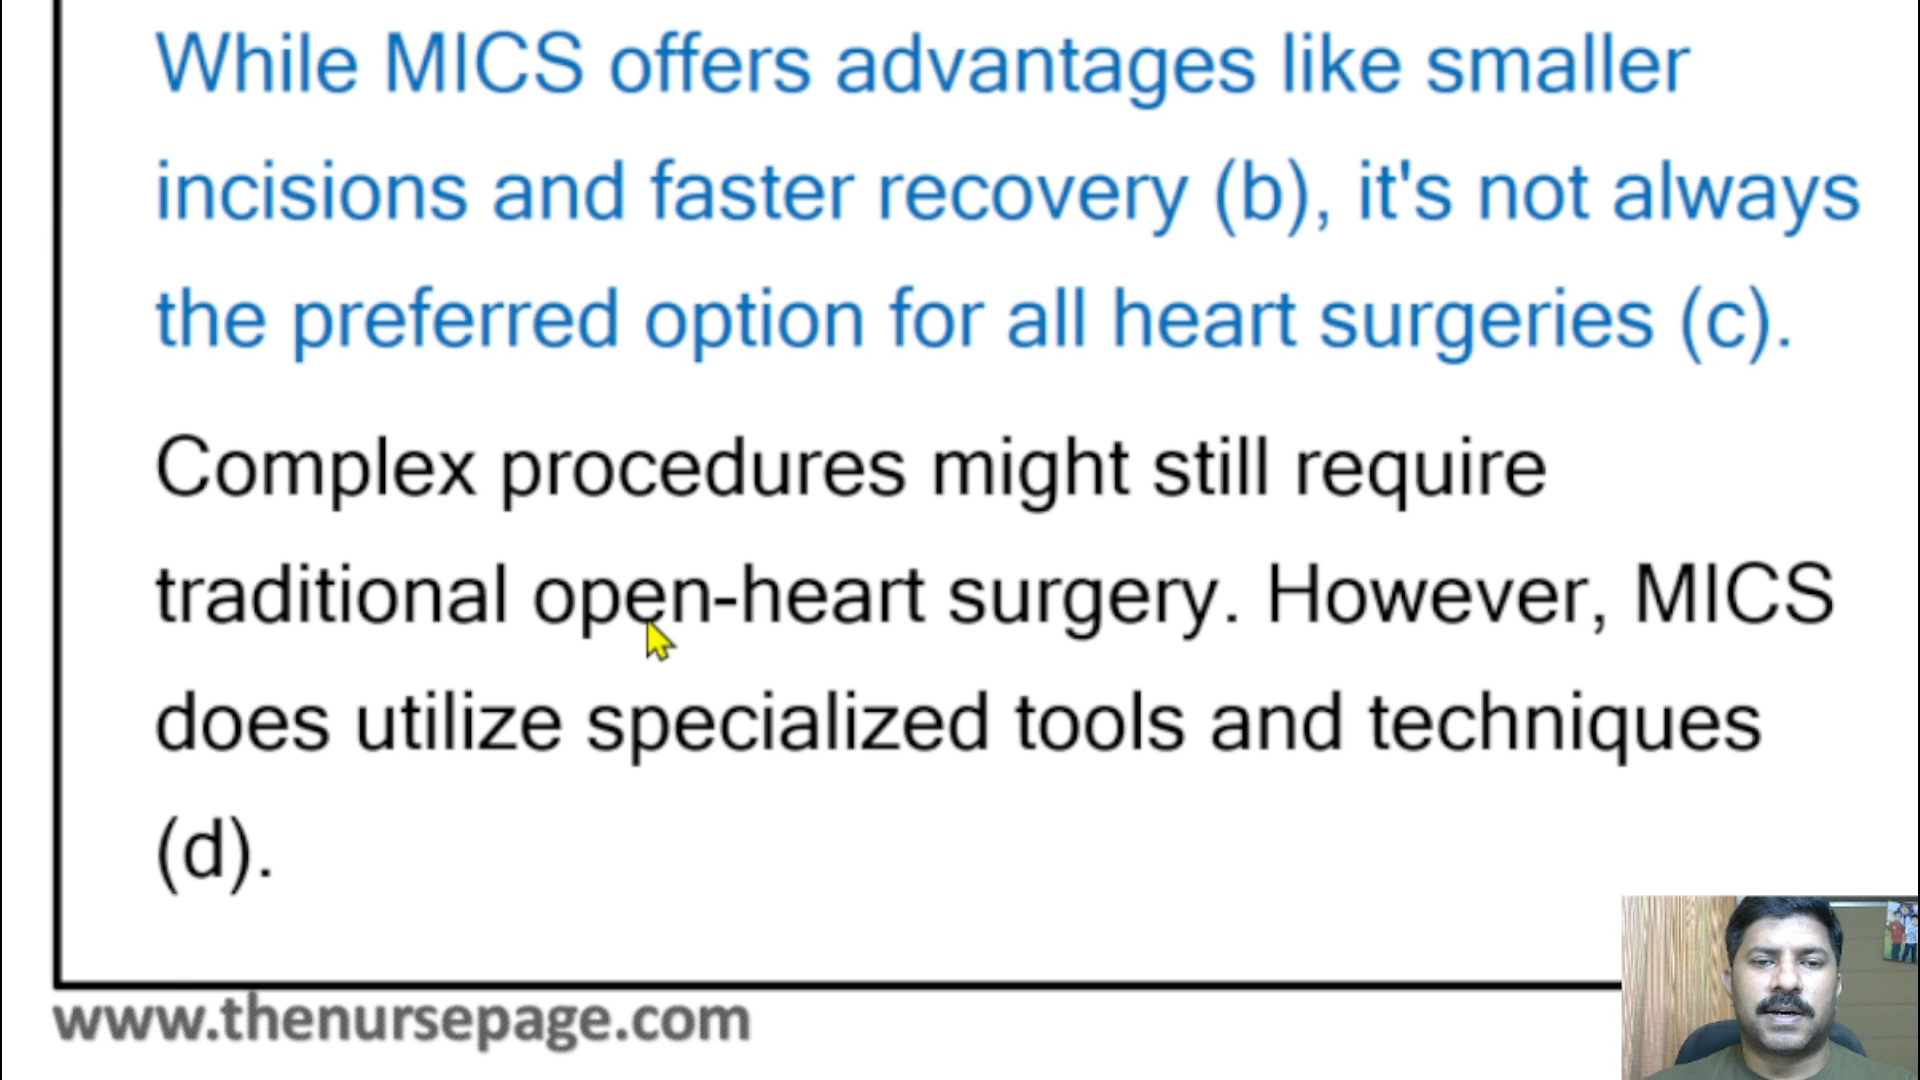 While MICS offers advantages like smaller
incisions and faster recovery (b), it's not always
the preferred option for all heart surgeries (c).
Complex procedures might still require
traditional open-heart surgery. However, MICS
does utilize specialized tools and techniques
(d).
www.thenursepage.com